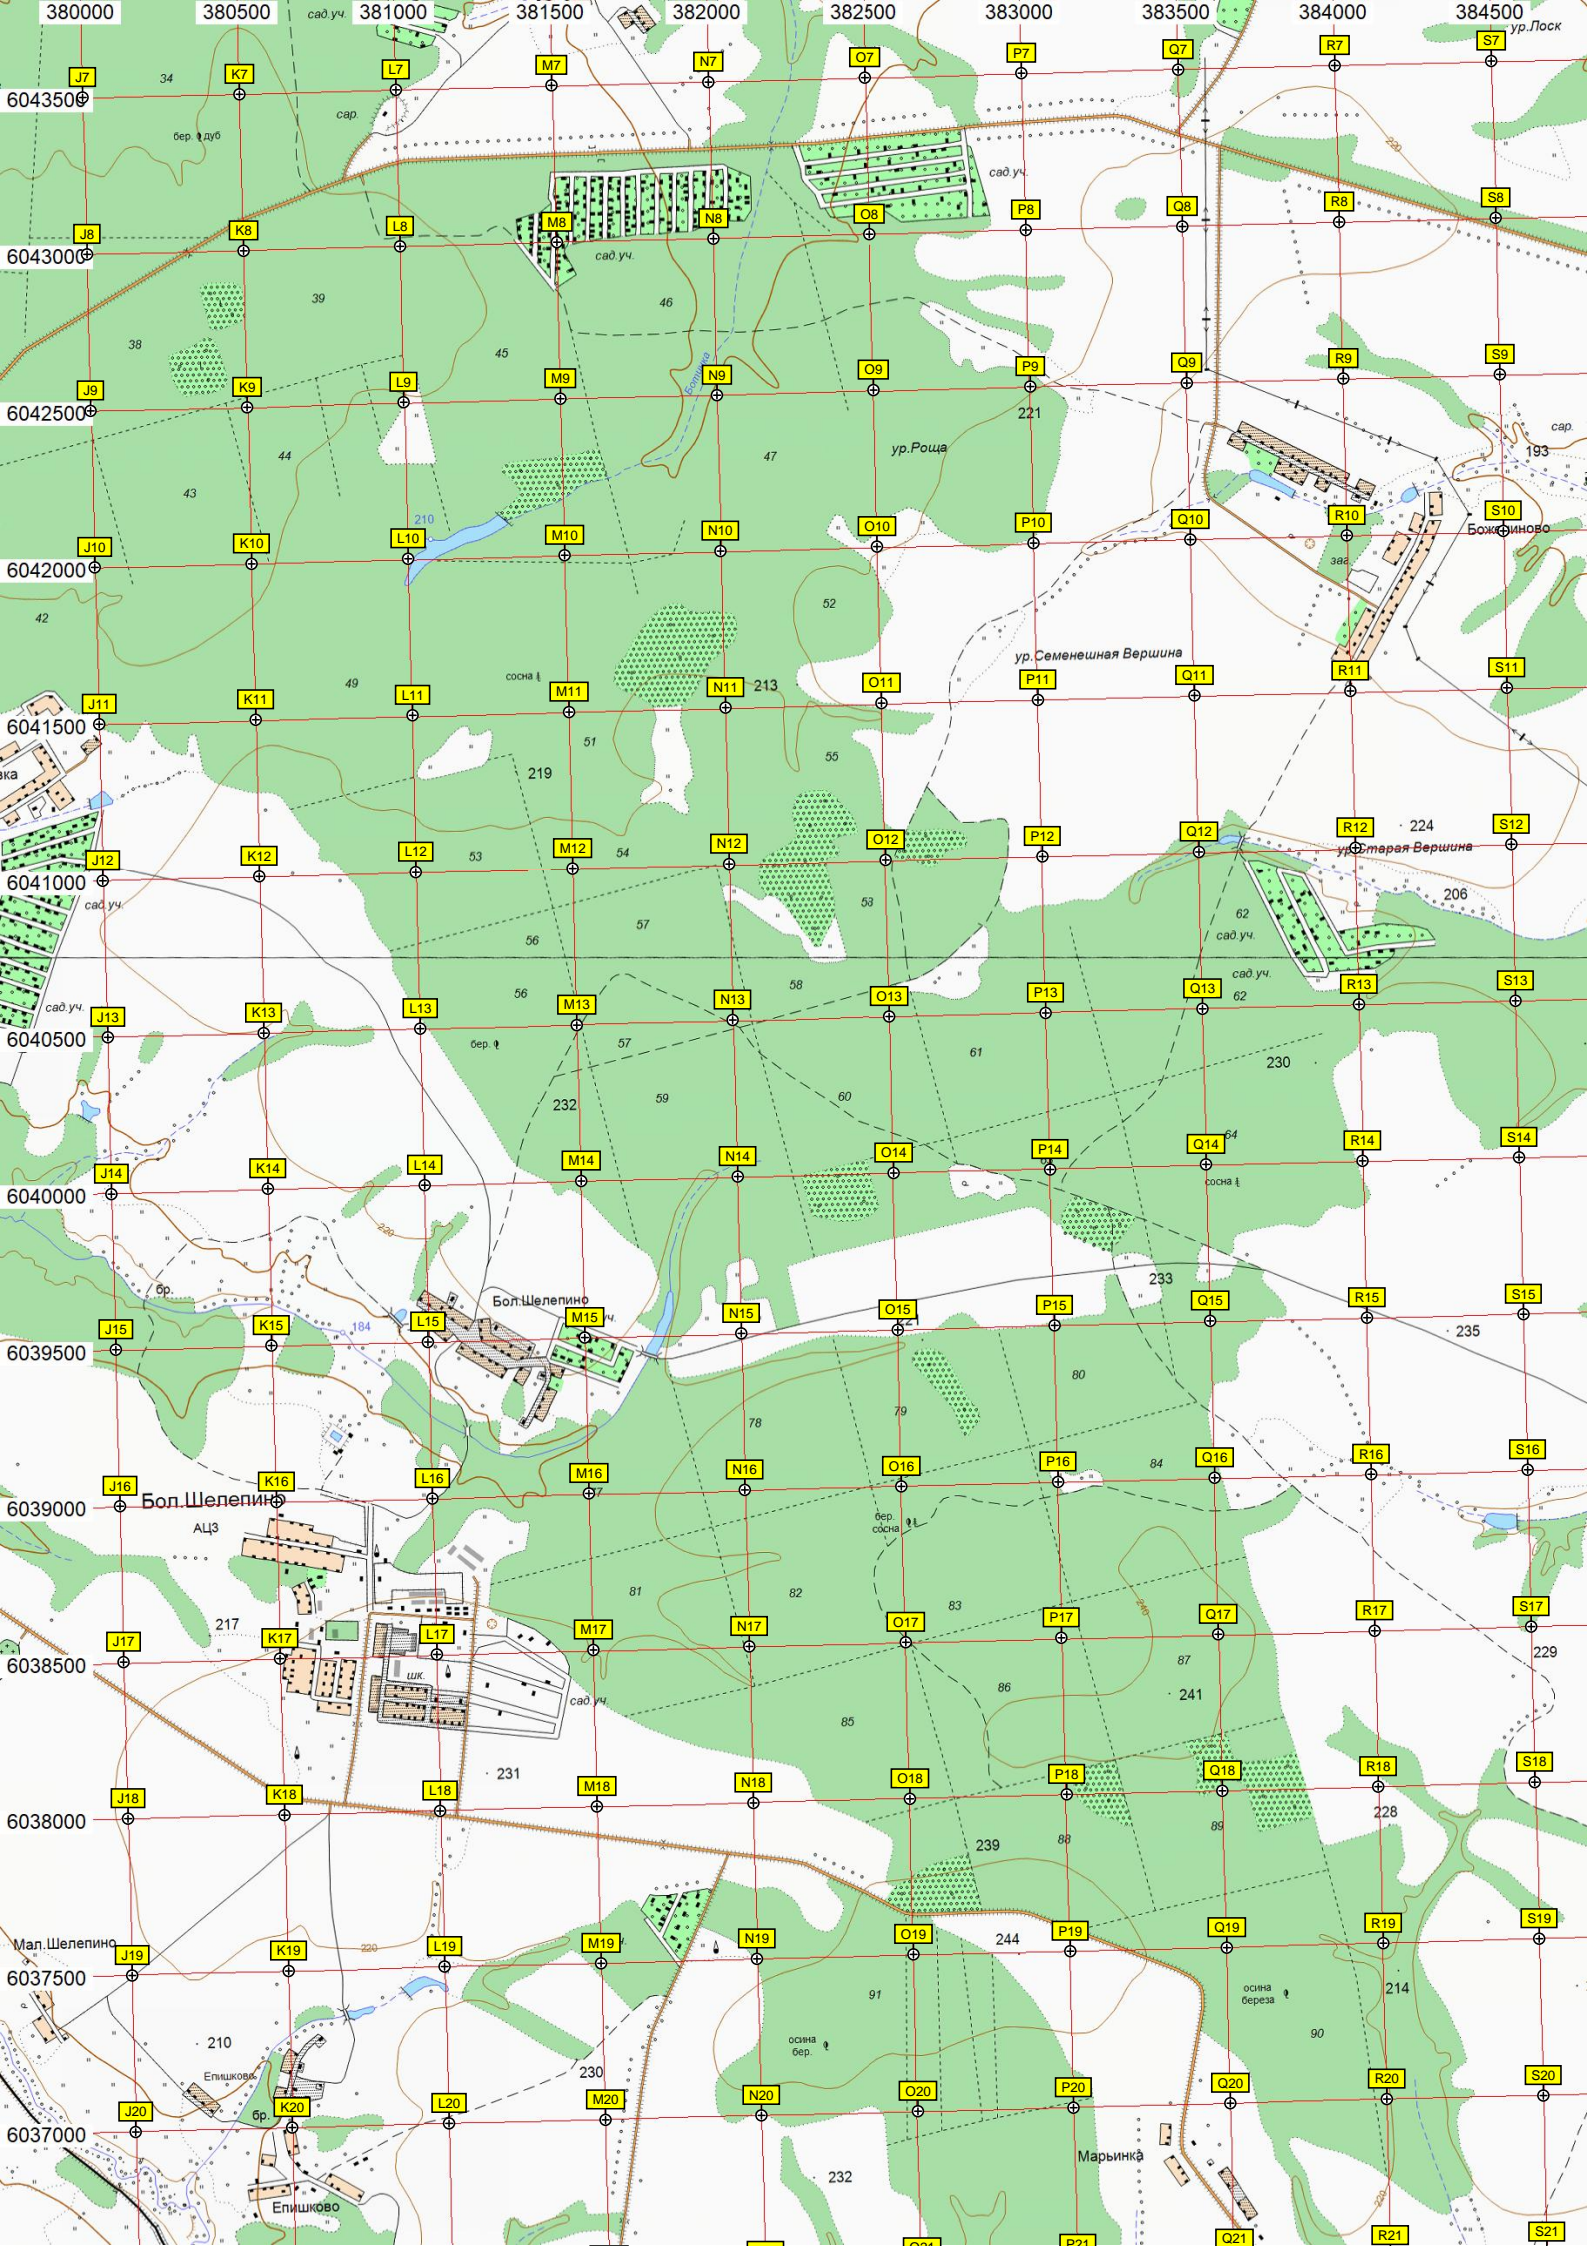 380000 380500 381000 381500 382000 382500 383000 383500 384000 384500
сад.уч.
ур.Лоск
J7 K7 L7 M7 N7 O7 P7 Q7 R7 S7
6043500
34
сар.
бер. дуб
220
сад.уч.
J8 K8 L8 M8 N8 O8 P8 Q8 R8 S8
6043000
сад.уч.
39
46
38
45
Ботинка
J9 K9 L9 M9 N9 O9 P9 Q9 R9 S9
6042500
221
сар.
193
44
47
ур.Роща
43
210
J10 K10 L10 M10 N10 O10 P10 Q10 R10 S10
6042000
заг.
42
52
ур.Семенешная Вершина
49
сосна
213
J11 K11 L11 M11 N11 O11 P11 Q11 R11 S11
6041500
51
55
219
вка
J12 K12 L12 M12 N12 O12 P12 Q12 R12 S12
6041000
224
53
54
ур.Старая Вершина
206
сад.уч.
53
57
62
56
сад.уч.
сад.уч.
58
56
62
сад.уч.
J13 K13 L13 M13 N13 O13 P13 Q13 R13 S13
6040500
бер.
57
61
230
232
59
60
64
J14 K14 L14 M14 N14 O14 P14 Q14 R14 S14
6040000
сосна
220
233
бр.
Бол.Шелепино
184
221
235
J15 K15 L15 M15 N15 O15 P15 Q15 R15 S15
6039500
80
79
78
84
J16 K16 L16 M16 N16 O16 P16 Q16 R16 S16
6039000
Бол.Шелепино
АЦЗ
бер.
сосна
81
82
83
240
217
J17 K17 L17 M17 N17 O17 P17 Q17 R17 S17
6038500
229
87
шк.
86
241
сад.уч.
85
231
J18 K18 L18 M18 N18 O18 P18 Q18 R18 S18
6038000
228
89
88
239
Мал.Шелепино
220
244
J19 K19 L19 M19 N19 O19 P19 Q19 R19 S19
6037500
осина
береза
214
91
90
210
осина
бер.
Епишково
230
J20 K20 L20 M20 N20 O20 P20 Q20 R20 S20
6037000
бр.
Марьинка
232
220
Епишково
O21 P21 Q21 R21 S21